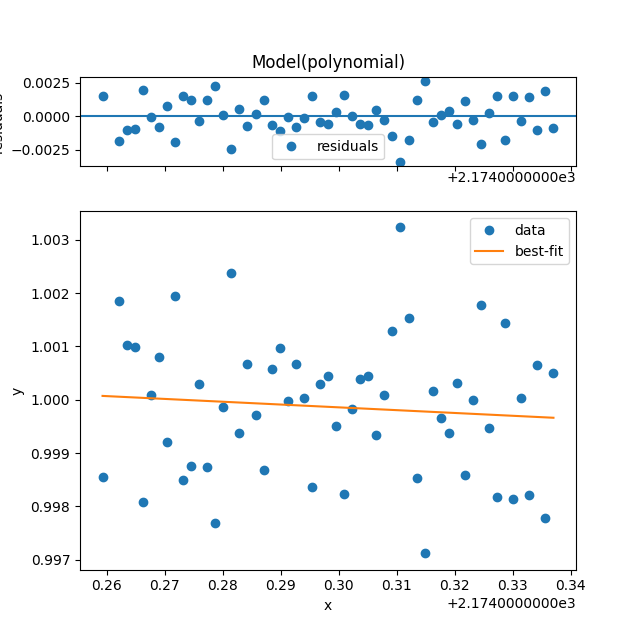 Model(polynomial)
0.0025
0.0000
−0.0025
residuals
+2.1740000000e3
1.003
1.002
1.001
1.000
0.999
0.998
0.997
y
data
best-fit
0.26 0.27 0.28 0.29 0.30 0.31 0.32 0.33 0.34
x
+2.1740000000e3